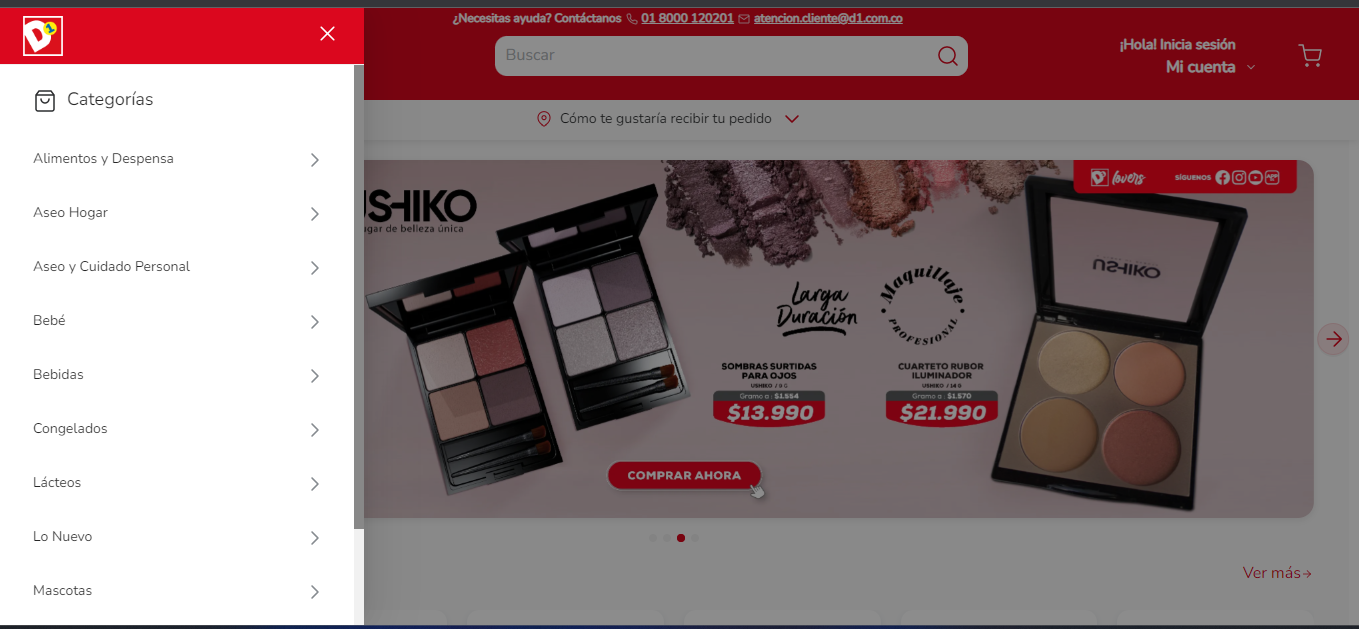 D1
¿Necesitas ayuda? Contáctanos 01 8000 120201 atencion.cliente@d1.com.co
Buscar
¡Hola! Inicia sesión
Mi cuenta
Cómo te gustaría recibir tu pedido
Categorías
Alimentos y Despensa
Aseo Hogar
Aseo y Cuidado Personal
Bebé
Bebidas
Congelados
Lácteos
Lo Nuevo
Mascotas
USHIKO
ugar de belleza única
D1 lovers SÍGUENOS
USHIKO
Larga
Duración
Maquillaje
PROFESIONAL
SOMBRAS SURTIDAS
PARA OJOS
USHIKO / 9 G
Gramo a : $1.554
$13.990
CUARTETO RUBOR
ILUMINADOR
USHIKO / 14 G
Gramo a : $1.570
$21.990
COMPRAR AHORA
Ver más